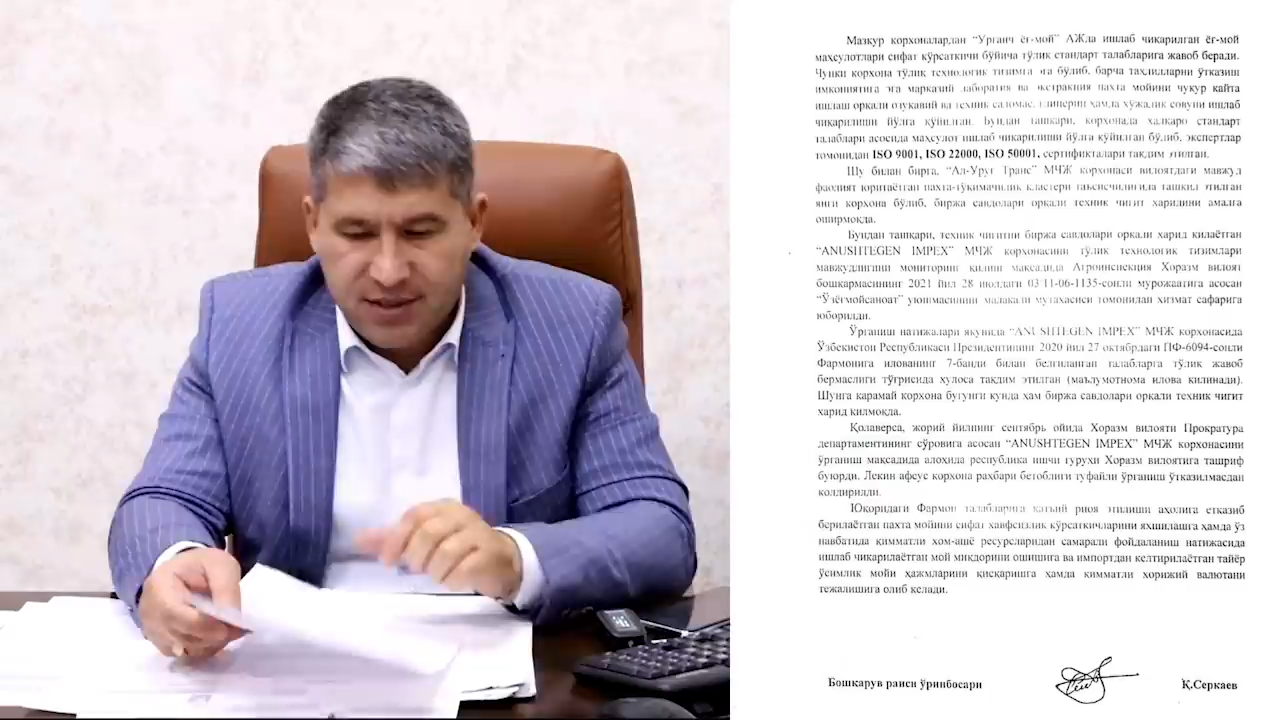 Мазкур корхоналардан “Урганч ёғ-мой” АЖда ишлаб чиқарилган ёғ-мой
маҳсулотлари сифат кўрсаткичи бўйича тўлиқ стандарт талабларига жавоб беради.
Чунки корхона тўлиқ технологик тизимга эга бўлиб, барча таҳлилларни ўтказиш
имкониятига эга марказий лаборатия ва экстракция пахта мойини чуқур қайта
ишлаш орқали озуқавий ва техник саломас, глицерин ҳамда хўжалик совуни ишлаб
чиқарилиши йўлга қўйилган. Бундан ташқари, корхонада халқаро стандарт
талаблари асосида маҳсулот ишлаб чиқарилиши йўлга қўйилган бўлиб, экспертлар
томонидан ISO 9001, ISO 22000, ISO 50001, сертификатлари тақдим этилган.
Шу билан бирга, “Ал-Уруг Транс” МЧЖ корхонаси вилоятдаги мавжуд
фаолият юритаётган пахта-тўқимачилик кластери таъсисчилигида ташкил этилган
янги корхона бўлиб, биржа савдолари орқали техник чигит харидини амалга
оширмоқда.
Бундан ташқари, техник чигитни биржа савдолари орқали харид қилаётган
“ANUSHTEGEN IMPEX” МЧЖ корхонасини тўлиқ технологик тизимлари
мавжудлигини мониторинг қилиш мақсадида Агроинспекция Хоразм вилоят
бошқармасининг 2021 йил 28 июлдаги 03/11-06-1135-сонли мурожаатига асосан
“Ўзёғмойсаноат” уюшмасининг малакали мутахасиси томонидан хизмат сафарига
юборилди.
Ўрганиш натижалари якунида “ANUSHTEGEN IMPEX” МЧЖ корхонасида
Ўзбекистон Республикаси Президентининг 2020 йил 27 октябрдаги ПФ-6094-сонли
Фармонига илованинг 7-банди билан белгиланган талабларга тўлиқ жавоб
бермаслиги тўғрисида хулоса тақдим этилган (маълумотнома илова қилинади).
Шунга қарамай корхона бугунги кунда ҳам биржа савдолари орқали техник чигит
харид қилмоқда.
Қолаверса, жорий йилнинг сентябрь ойида Хоразм вилояти Прократура
департаментининг сўровига асосан “ANUSHTEGEN IMPEX” МЧЖ корхонасини
ўрганиш мақсадида алоҳида республика ишчи гуруҳи Хоразм вилоятига ташриф
буюрди. Лекин афсус корхона раҳбари бетоблиги туфайли ўрганиш ўтказилмасдан
қолдирилди.
Юқоридаги Фармон талабларига қатъий риоя этилиши аҳолига етказиб
берилаётган пахта мойини сифат хавфсизлик кўрсаткичларини яхшилашга ҳамда ўз
навбатида қимматли хом-ашё ресурслардан самарали фойдаланиш натижасида
ишлаб чиқарилаётган мой миқдорини ошишига ва импортдан келтирилаётган тайёр
ўсимлик мойи ҳажмларини қисқаришга ҳамда қимматли хорижий валютани
тежалишига олиб келади.
Бошқарув раиси ўринбосари
Қ.Серкаев